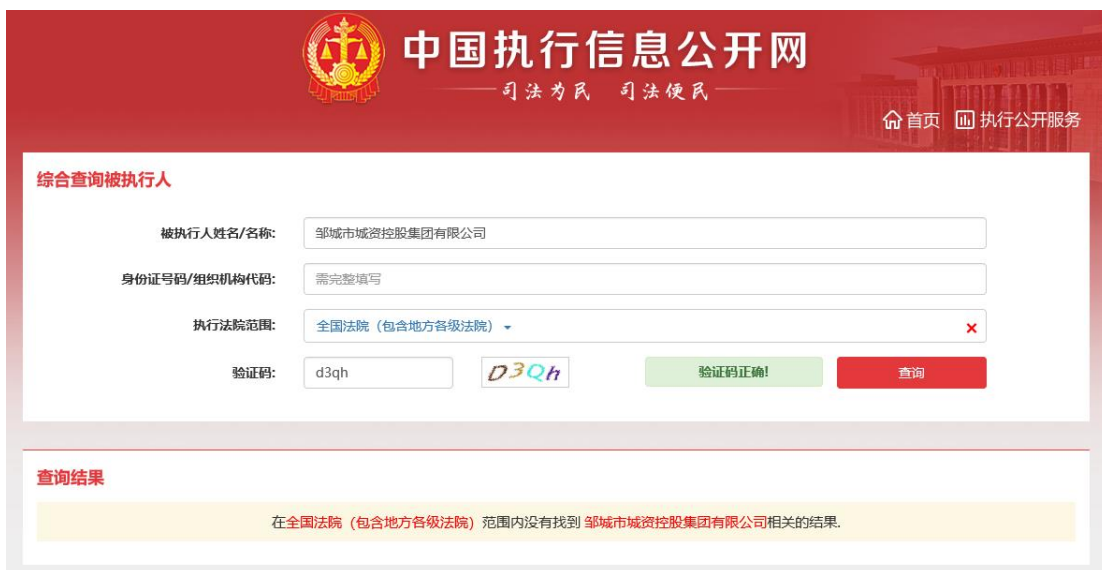 中国执行信息公开网
司法为民 司法便民
首页 执行公开服务
综合查询被执行人
被执行人姓名/名称: 邹城市城资控股集团有限公司
身份证号码/组织机构代码: 需完整填写
执行法院范围: 全国法院（包含地方各级法院）
验证码: d3qh D3Qh 验证码正确! 查询
查询结果
在全国法院（包含地方各级法院）范围内没有找到 邹城市城资控股集团有限公司相关的结果.